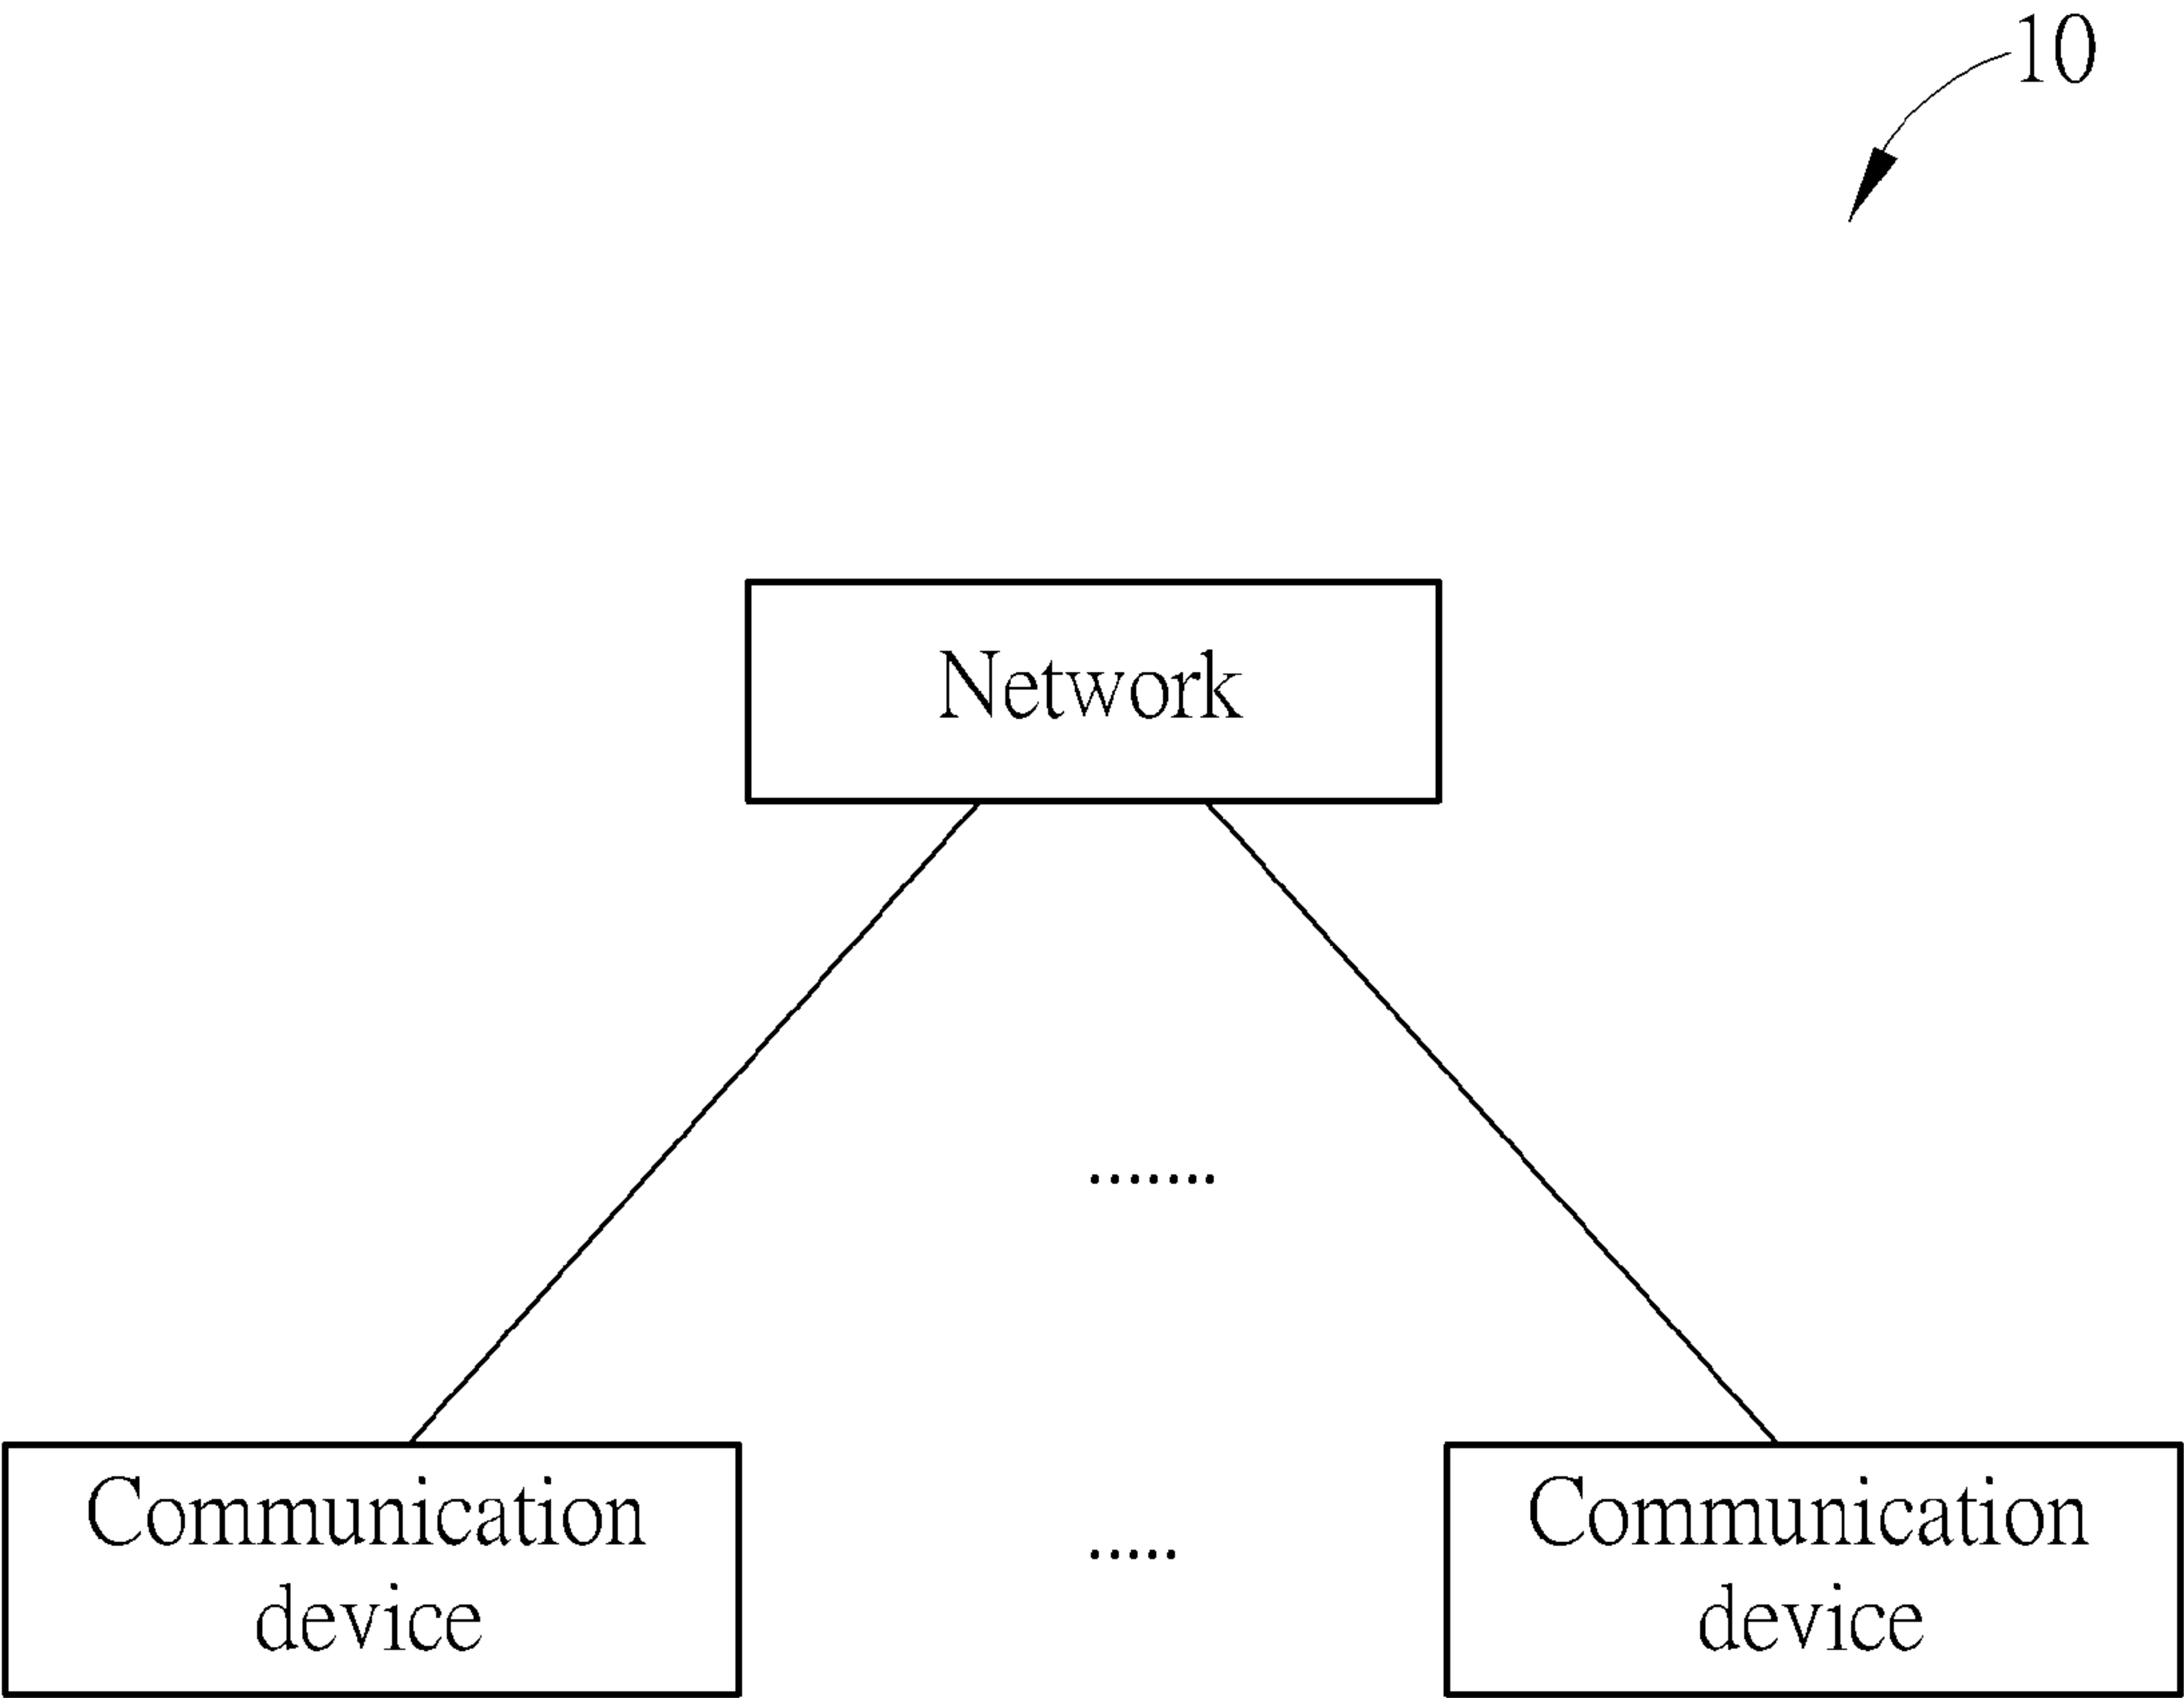 10
Network
.......
Communication
device
.....
Communication
device